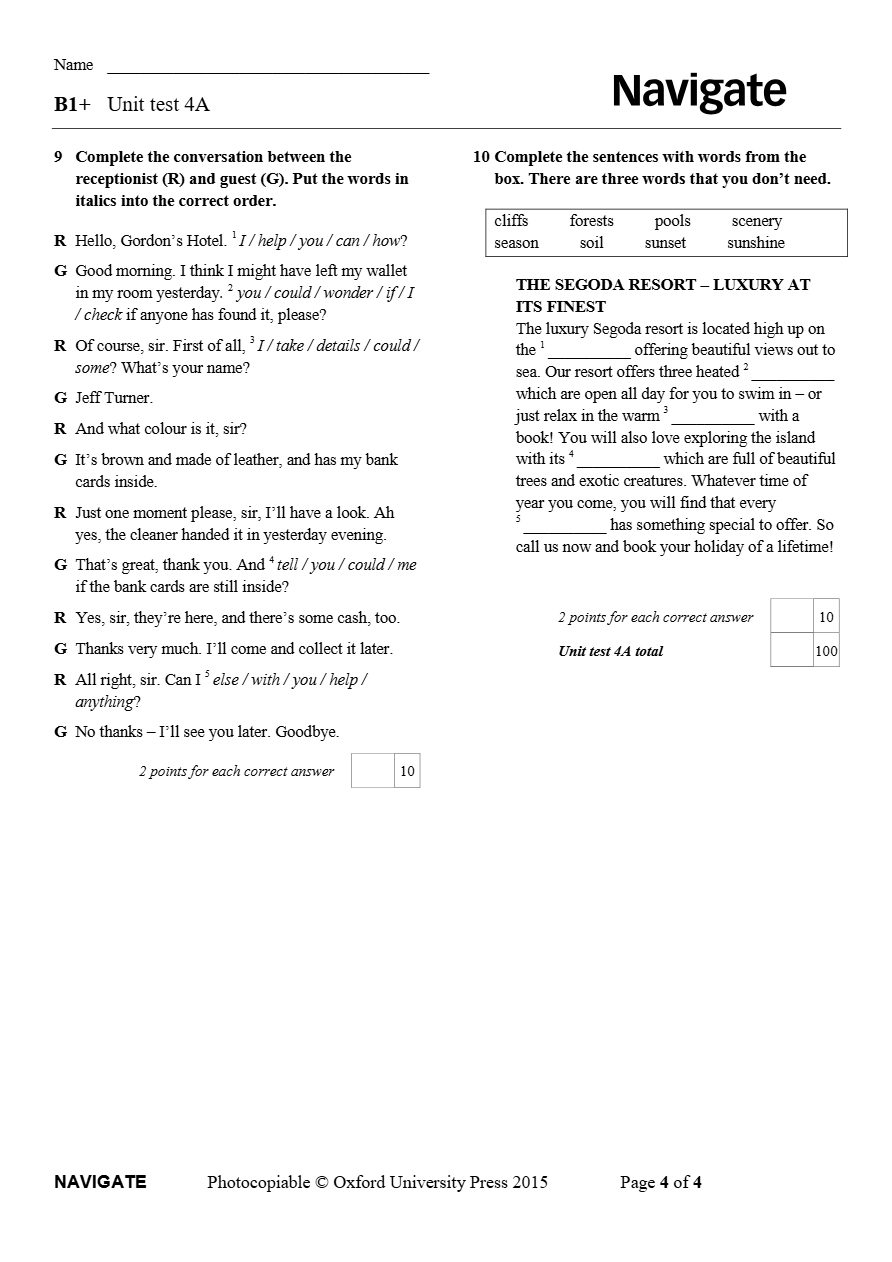 Name
Navigate
B1+ Unit test 4A
9 Complete the conversation between the
receptionist (R) and guest (G). Put the words in
italics into the correct order.
R Hello, Gordon's Hotel. 1 I / help / you / can / how?
G Good morning. I think I might have left my wallet
in my room yesterday. 2 you / could / wonder / if / I
/ check if anyone has found it, please?
R Of course, sir. First of all, 3 I / take / details / could /
some? What's your name?
G Jeff Turner.
R And what colour is it, sir?
G It's brown and made of leather, and has my bank
cards inside.
R Just one moment please, sir, I'll have a look. Ah
yes, the cleaner handed it in yesterday evening.
G That's great, thank you. And 4 tell / you / could / me
if the bank cards are still inside?
R Yes, sir, they're here, and there's some cash, too.
G Thanks very much. I'll come and collect it later.
R All right, sir. Can I 5 else / with / you / help /
anything?
G No thanks – I'll see you later. Goodbye.
2 points for each correct answer 10
10 Complete the sentences with words from the
box. There are three words that you don't need.
cliffs forests pools scenery
season soil sunset sunshine
THE SEGODA RESORT – LUXURY AT
ITS FINEST
The luxury Segoda resort is located high up on
the 1 __________ offering beautiful views out to
sea. Our resort offers three heated 2 __________
which are open all day for you to swim in – or
just relax in the warm 3 __________ with a
book! You will also love exploring the island
with its 4 __________ which are full of beautiful
trees and exotic creatures. Whatever time of
year you come, you will find that every
5 __________ has something special to offer. So
call us now and book your holiday of a lifetime!
2 points for each correct answer 10
Unit test 4A total 100
NAVIGATE Photocopiable © Oxford University Press 2015 Page 4 of 4